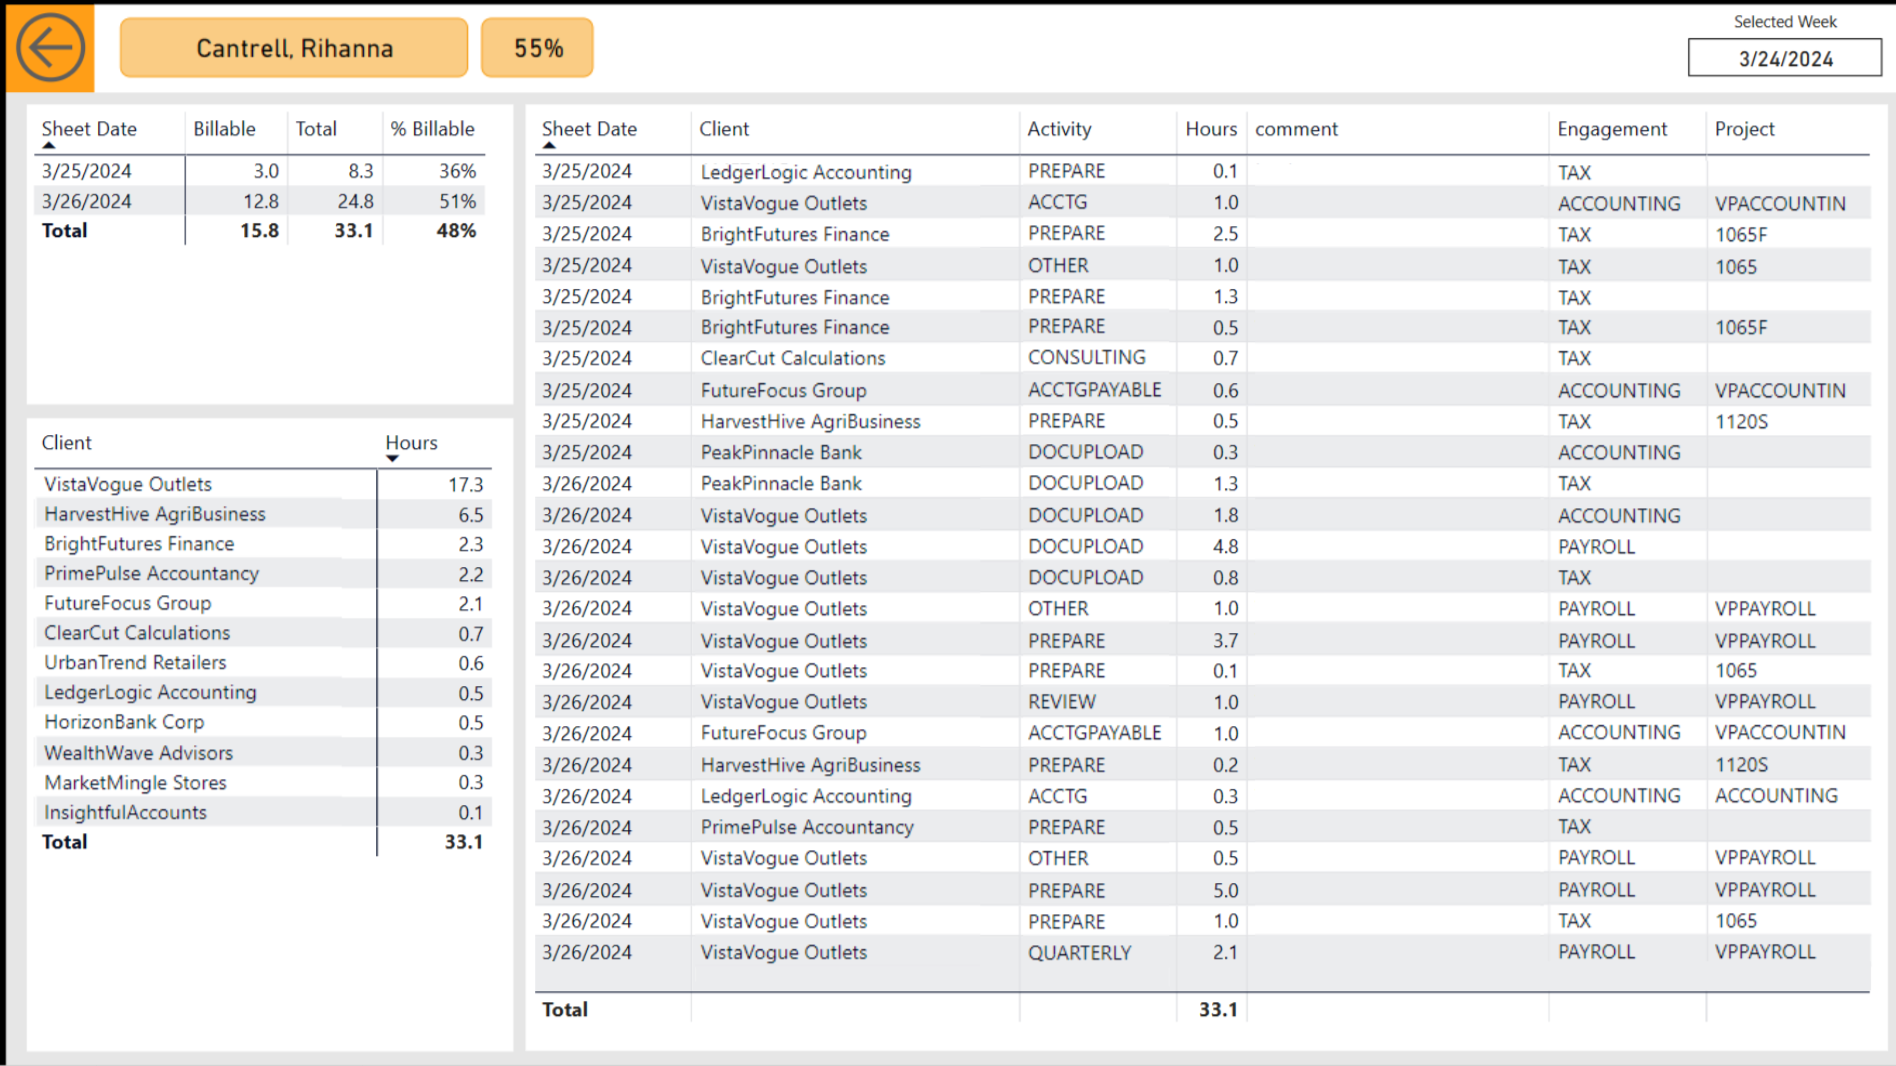 Cantrell, Rihanna 55%
Selected Week
3/24/2024
Sheet Date Billable Total % Billable
3/25/2024 3.0 8.3 36%
3/26/2024 12.8 24.8 51%
Total 15.8 33.1 48%
Client Hours
VistaVogue Outlets 17.3
HarvestHive AgriBusiness 6.5
BrightFutures Finance 2.3
PrimePulse Accountancy 2.2
FutureFocus Group 2.1
ClearCut Calculations 0.7
UrbanTrend Retailers 0.6
LedgerLogic Accounting 0.5
HorizonBank Corp 0.5
WealthWave Advisors 0.3
MarketMingle Stores 0.3
InsightfulAccounts 0.1
Total 33.1
Sheet Date Client Activity Hours comment Engagement Project
3/25/2024 LedgerLogic Accounting PREPARE 0.1 TAX
3/25/2024 VistaVogue Outlets ACCTG 1.0 ACCOUNTING VPACCOUNTIN
3/25/2024 BrightFutures Finance PREPARE 2.5 TAX 1065F
3/25/2024 VistaVogue Outlets OTHER 1.0 TAX 1065
3/25/2024 BrightFutures Finance PREPARE 1.3 TAX
3/25/2024 BrightFutures Finance PREPARE 0.5 TAX 1065F
3/25/2024 ClearCut Calculations CONSULTING 0.7 TAX
3/25/2024 FutureFocus Group ACCTGPAYABLE 0.6 ACCOUNTING VPACCOUNTIN
3/25/2024 HarvestHive AgriBusiness PREPARE 0.5 TAX 1120S
3/25/2024 PeakPinnacle Bank DOCUPLOAD 0.3 ACCOUNTING
3/26/2024 PeakPinnacle Bank DOCUPLOAD 1.3 TAX
3/26/2024 VistaVogue Outlets DOCUPLOAD 1.8 ACCOUNTING
3/26/2024 VistaVogue Outlets DOCUPLOAD 4.8 PAYROLL
3/26/2024 VistaVogue Outlets DOCUPLOAD 0.8 TAX
3/26/2024 VistaVogue Outlets OTHER 1.0 PAYROLL VPPAYROLL
3/26/2024 VistaVogue Outlets PREPARE 3.7 PAYROLL VPPAYROLL
3/26/2024 VistaVogue Outlets PREPARE 0.1 TAX 1065
3/26/2024 VistaVogue Outlets REVIEW 1.0 PAYROLL VPPAYROLL
3/26/2024 FutureFocus Group ACCTGPAYABLE 1.0 ACCOUNTING VPACCOUNTIN
3/26/2024 HarvestHive AgriBusiness PREPARE 0.2 TAX 1120S
3/26/2024 LedgerLogic Accounting ACCTG 0.3 ACCOUNTING ACCOUNTING
3/26/2024 PrimePulse Accountancy PREPARE 0.5 TAX
3/26/2024 VistaVogue Outlets OTHER 0.5 PAYROLL VPPAYROLL
3/26/2024 VistaVogue Outlets PREPARE 5.0 PAYROLL VPPAYROLL
3/26/2024 VistaVogue Outlets PREPARE 1.0 TAX 1065
3/26/2024 VistaVogue Outlets QUARTERLY 2.1 PAYROLL VPPAYROLL
Total 33.1